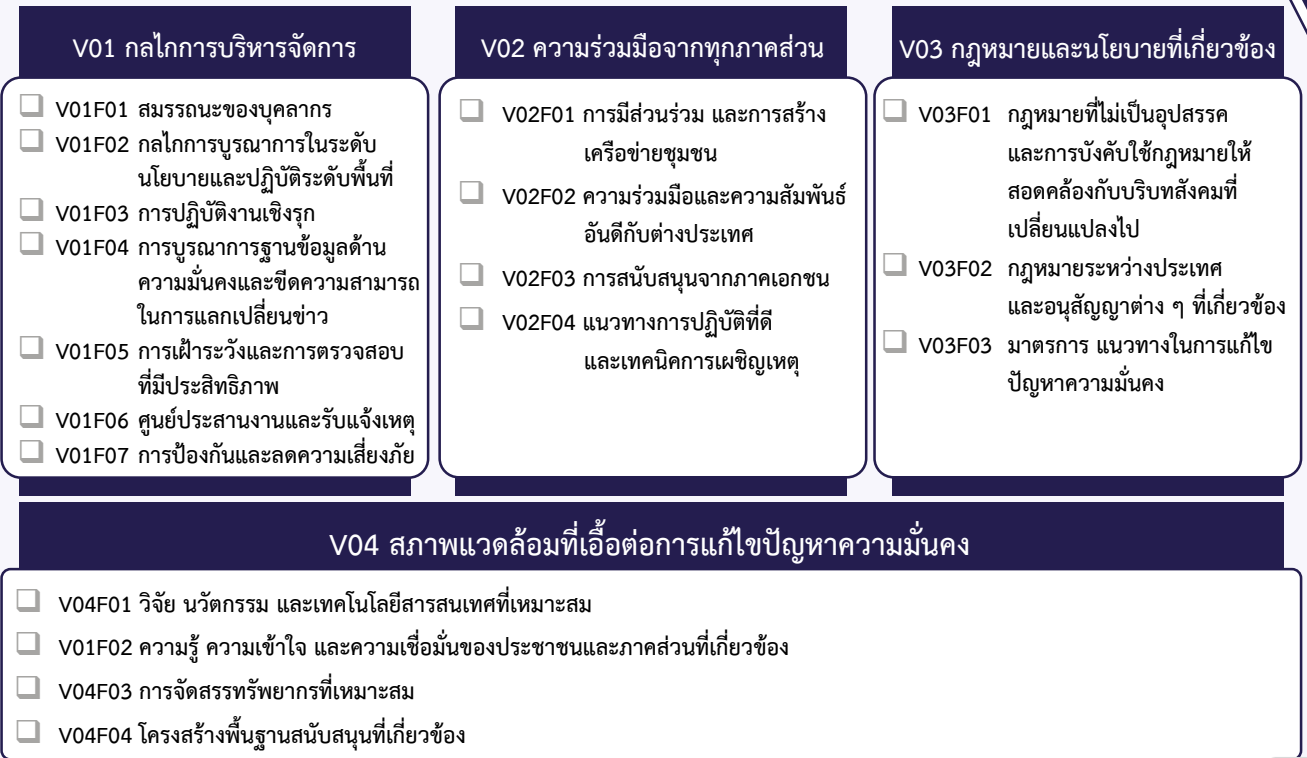 V01 กลไกการบริหารจัดการ
V01F01 สมรรถนะของบุคลากร
V01F02 กลไกการบูรณาการในระดับ
นโยบายและปฏิบัติระดับพื้นที่
V01F03 การปฏิบัติงานเชิงรุก
V01F04 การบูรณาการฐานข้อมูลด้าน
ความมั่นคงและขีดความสามารถ
ในการแลกเปลี่ยนข่าว
V01F05 การเฝ้าระวังและการตรวจสอบ
ที่มีประสิทธิภาพ
V01F06 ศูนย์ประสานงานและรับแจ้งเหตุ
V01F07 การป้องกันและลดความเสี่ยงภัย
V02 ความร่วมมือจากทุกภาคส่วน
V02F01 การมีส่วนร่วม และการสร้าง
เครือข่ายชุมชน
V02F02 ความร่วมมือและความสัมพันธ์
อันดีกับต่างประเทศ
V02F03 การสนับสนุนจากภาคเอกชน
V02F04 แนวทางการปฏิบัติที่ดี
และเทคนิคการเผชิญเหตุ
V03 กฎหมายและนโยบายที่เกี่ยวข้อง
V03F01 กฎหมายที่ไม่เป็นอุปสรรค
และการบังคับใช้กฎหมายให้
สอดคล้องกับบริบทสังคมที่
เปลี่ยนแปลงไป
V03F02 กฎหมายระหว่างประเทศ
และอนุสัญญาต่าง ๆ ที่เกี่ยวข้อง
V03F03 มาตรการ แนวทางในการแก้ไข
ปัญหาความมั่นคง
V04 สภาพแวดล้อมที่เอื้อต่อการแก้ไขปัญหาความมั่นคง
V04F01 วิจัย นวัตกรรม และเทคโนโลยีสารสนเทศที่เหมาะสม
V01F02 ความรู้ ความเข้าใจ และความเชื่อมั่นของประชาชนและภาคส่วนที่เกี่ยวข้อง
V04F03 การจัดสรรทรัพยากรที่เหมาะสม
V04F04 โครงสร้างพื้นฐานสนับสนุนที่เกี่ยวข้อง